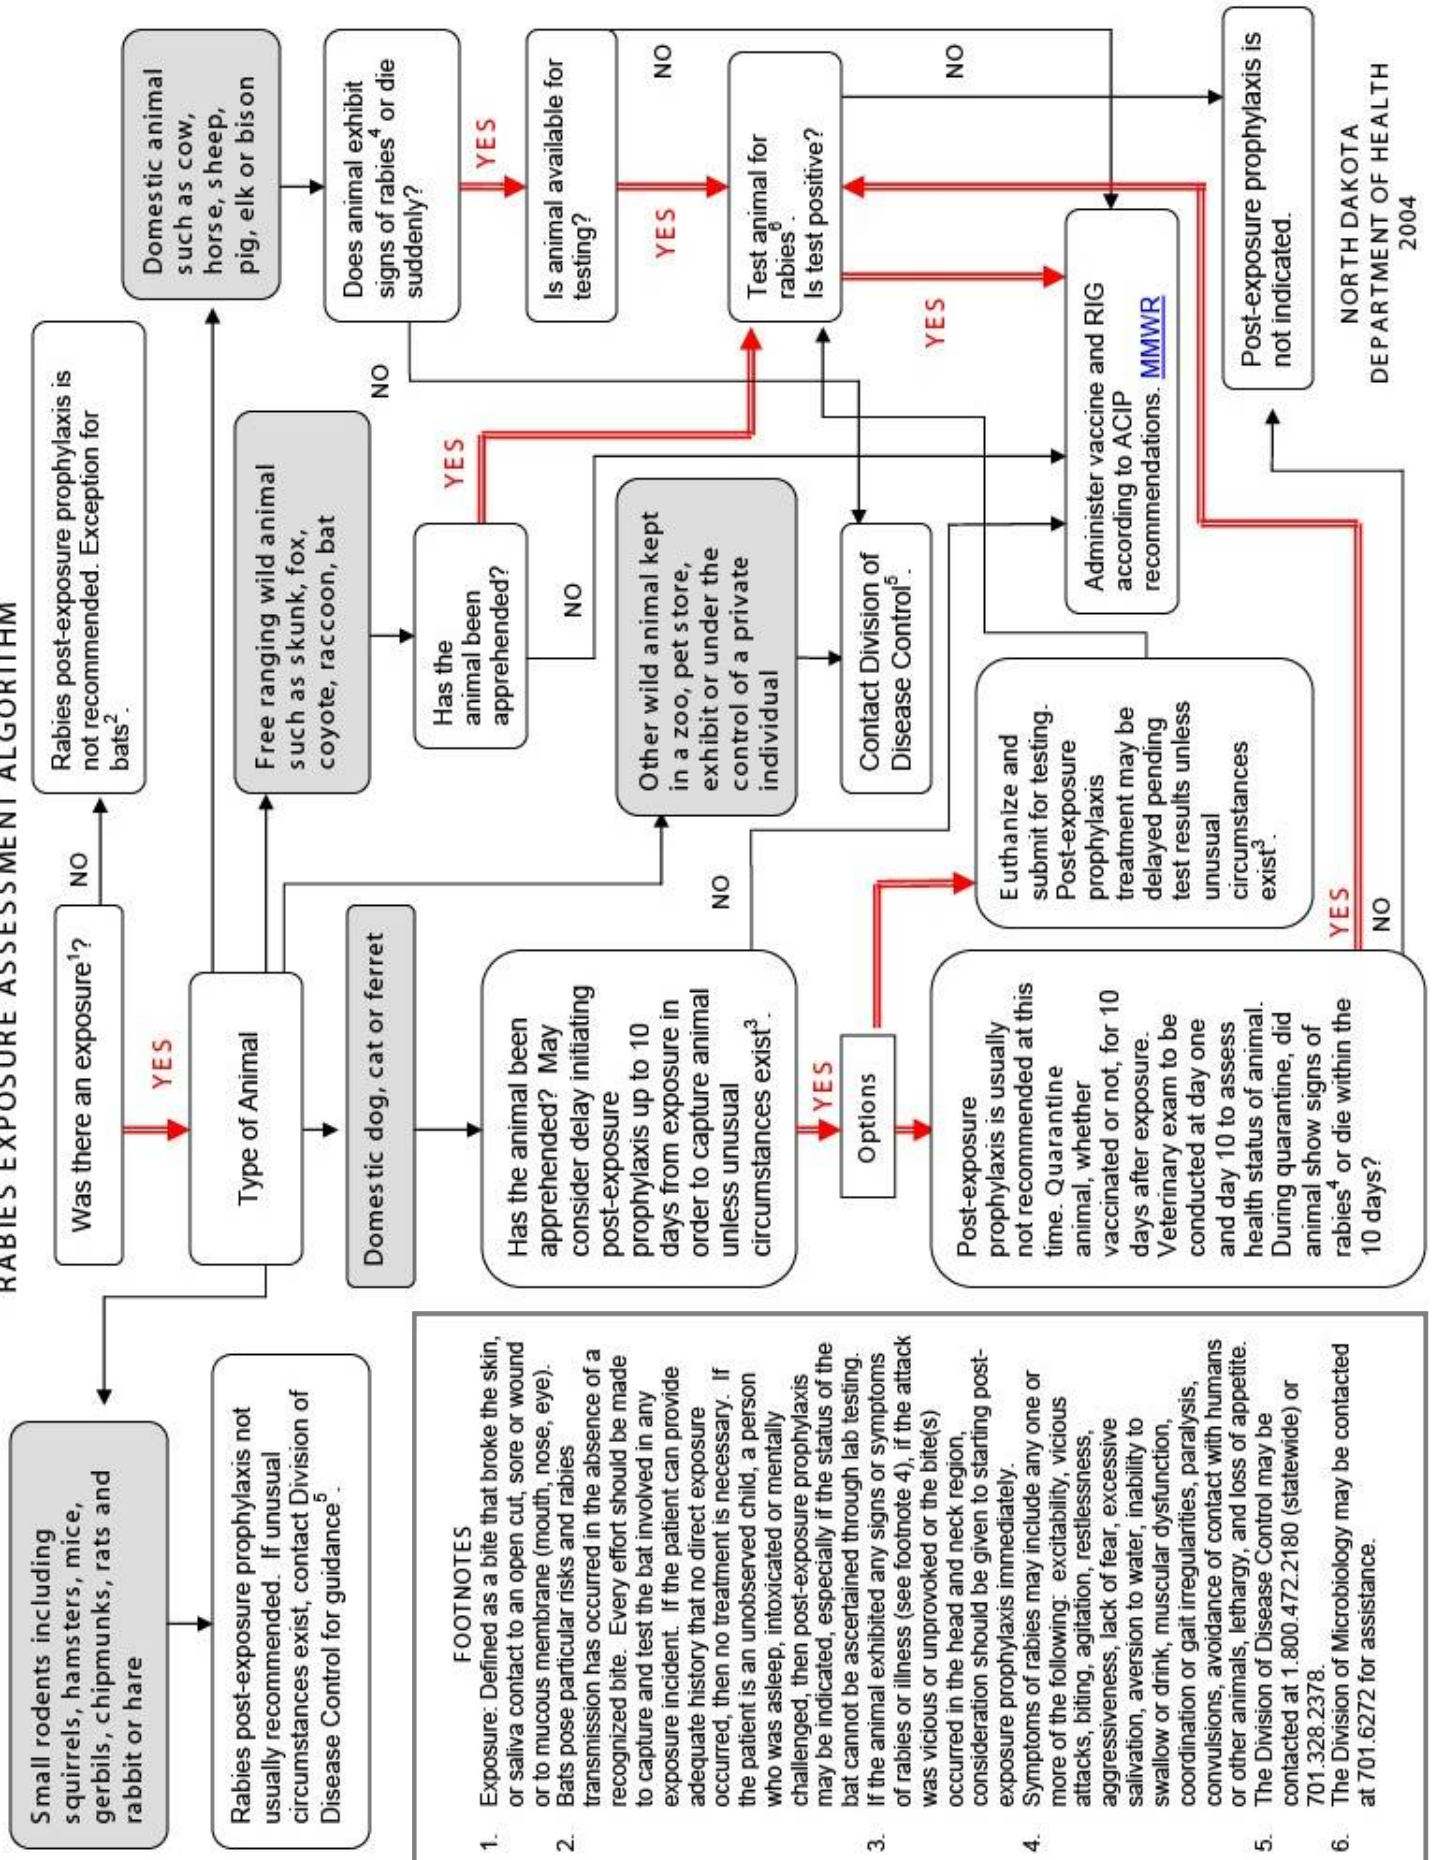 RABIES EXPOSURE ASSESSMENT ALGORITHM
Was there an exposure¹?
NO
Rabies post-exposure prophylaxis is
not recommended. Exception for
bats².
YES
Type of Animal
Small rodents including
squirrels, hamsters, mice,
gerbils, chipmunks, rats and
rabbit or hare
Rabies post-exposure prophylaxis not
usually recommended. If unusual
circumstances exist, contact Division of
Disease Control for guidance⁵.
Domestic dog, cat or ferret
Has the animal been
apprehended? May
consider delay initiating
post-exposure
prophylaxis up to 10
days from exposure in
order to capture animal
unless unusual
circumstances exist³.
NO
YES
Options
Post-exposure
prophylaxis is usually
not recommended at this
time. Quarantine
animal, whether
vaccinated or not, for 10
days after exposure.
Veterinary exam to be
conducted at day one
and day 10 to assess
health status of animal.
During quarantine, did
animal show signs of
rabies⁴ or die within the
10 days?
YES
NO
Euthanize and
submit for testing.
Post-exposure
prophylaxis
treatment may be
delayed pending
test results unless
unusual
circumstances
exist³.
Free ranging wild animal
such as skunk, fox,
coyote, raccoon, bat
Has the
animal been
apprehended?
YES
NO
Other wild animal kept
in a zoo, pet store,
exhibit or under the
control of a private
individual
Contact Division of
Disease Control⁵.
Domestic animal
such as cow,
horse, sheep,
pig, elk or bison
Does animal exhibit
signs of rabies⁴ or die
suddenly?
NO
YES
Is animal available for
testing?
NO
YES
Test animal for
rabies⁶.
Is test positive?
YES
NO
Administer vaccine and RIG
according to ACIP
recommendations. MMWR
Post-exposure prophylaxis is
not indicated.
NORTH DAKOTA
DEPARTMENT OF HEALTH
2004
FOOTNOTES
1. Exposure: Defined as a bite that broke the skin,
or saliva contact to an open cut, sore or wound
or to mucous membrane (mouth, nose, eye).
2. Bats pose particular risks and rabies
transmission has occurred in the absence of a
recognized bite. Every effort should be made
to capture and test the bat involved in any
exposure incident. If the patient can provide
adequate history that no direct exposure
occurred, then no treatment is necessary. If
the patient is an unobserved child, a person
who was asleep, intoxicated or mentally
challenged, then post-exposure prophylaxis
may be indicated, especially if the status of the
bat cannot be ascertained through lab testing.
3. If the animal exhibited any signs or symptoms
of rabies or illness (see footnote 4), if the attack
was vicious or unprovoked or the bite(s)
occurred in the head and neck region,
consideration should be given to starting post-
exposure prophylaxis immediately.
4. Symptoms of rabies may include any one or
more of the following: excitability, vicious
attacks, biting, agitation, restlessness,
aggressiveness, lack of fear, excessive
salivation, aversion to water, inability to
swallow or drink, muscular dysfunction,
coordination or gait irregularities, paralysis,
convulsions, avoidance of contact with humans
or other animals, lethargy, and loss of appetite.
5. The Division of Disease Control may be
contacted at 1.800.472.2180 (statewide) or
701.328.2378.
6. The Division of Microbiology may be contacted
at 701.6272 for assistance.